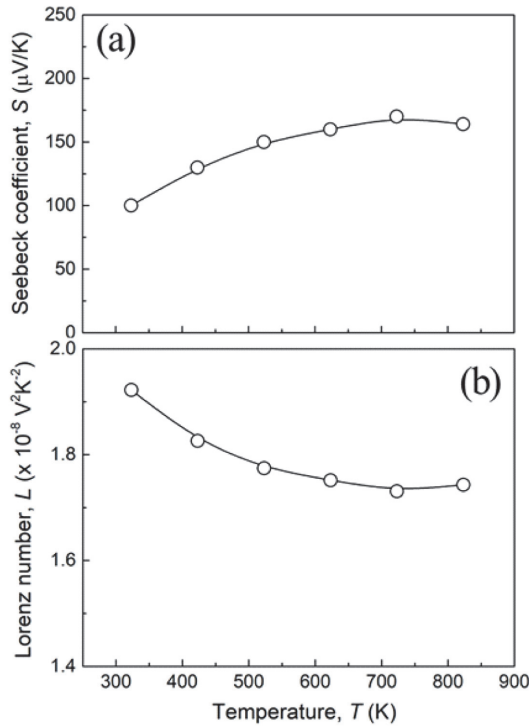 (a)
Seebeck coefficient, S (μV/K)
250
200
150
100
50
0
(b)
Lorenz number, L (x 10⁻⁸ V²K⁻²)
2.0
1.8
1.6
1.4
300 400 500 600 700 800 900
Temperature, T (K)